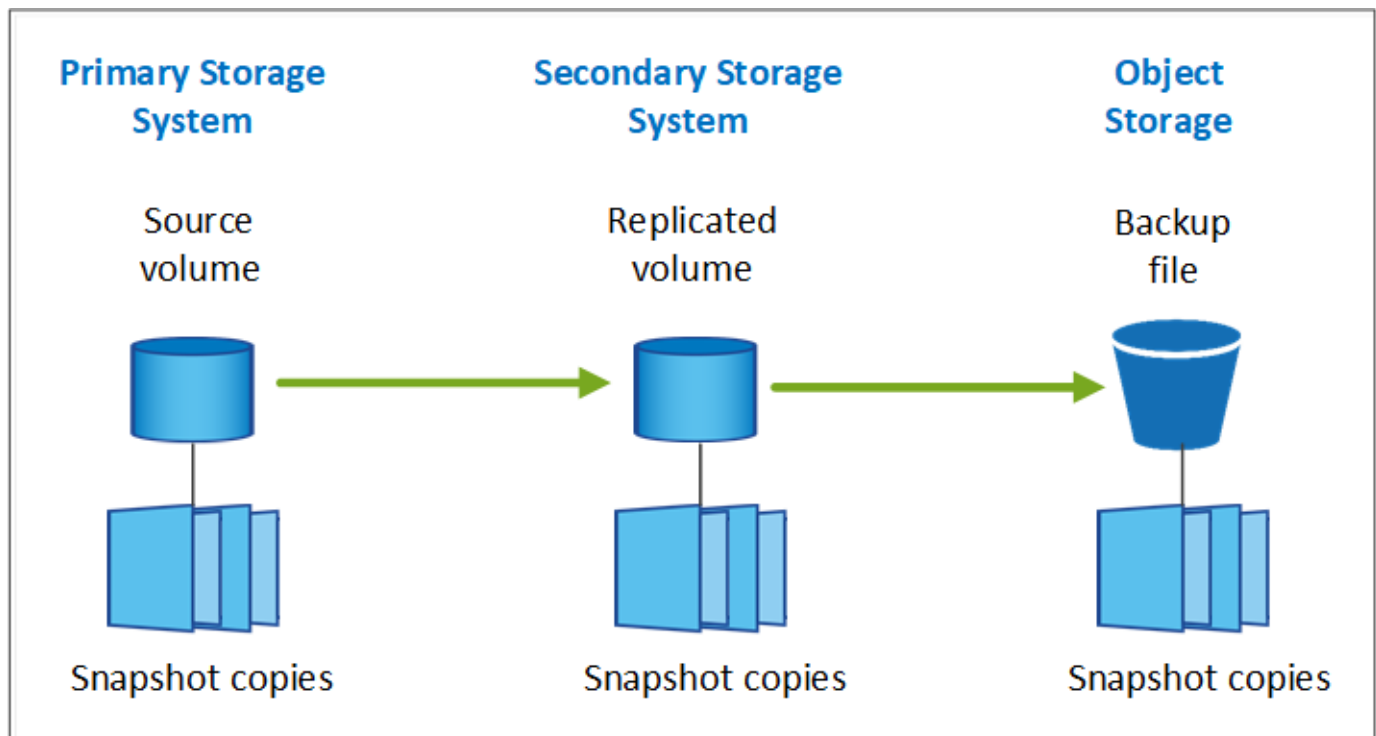 Primary Storage
System
Secondary Storage
System
Object
Storage
Source
volume
Replicated
volume
Backup
file
Snapshot copies
Snapshot copies
Snapshot copies